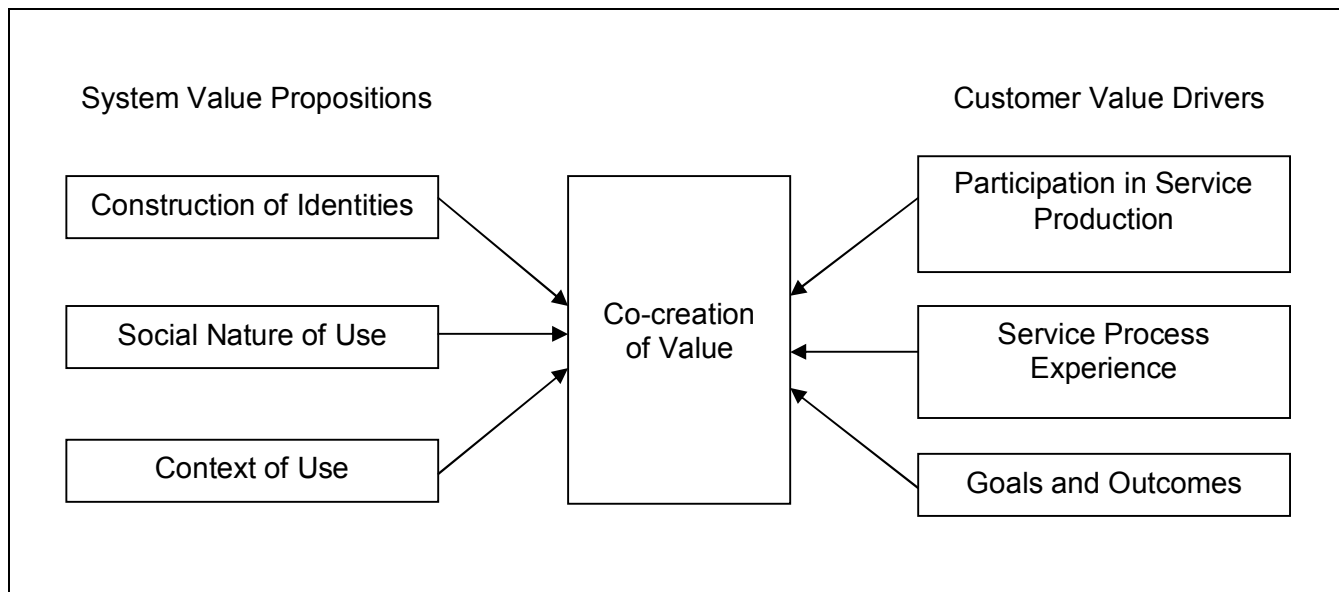 System Value Propositions
Customer Value Drivers
Construction of Identities
Social Nature of Use
Context of Use
Co-creation
of Value
Participation in Service
Production
Service Process
Experience
Goals and Outcomes